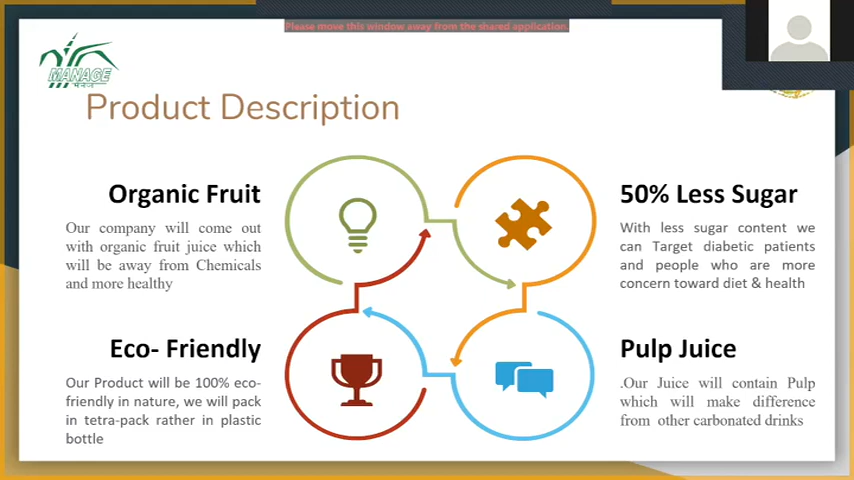 Please move this window away from the shared application.
MANAGE
मैनेज
Product Description
Organic Fruit
Our company will come out
with organic fruit juice which
will be away from Chemicals
and more healthy
50% Less Sugar
With less sugar content we
can Target diabetic patients
and people who are more
concern toward diet & health
Eco- Friendly
Our Product will be 100% eco-
friendly in nature, we will pack
in tetra-pack rather in plastic
bottle
Pulp Juice
.Our Juice will contain Pulp
which will make difference
from other carbonated drinks